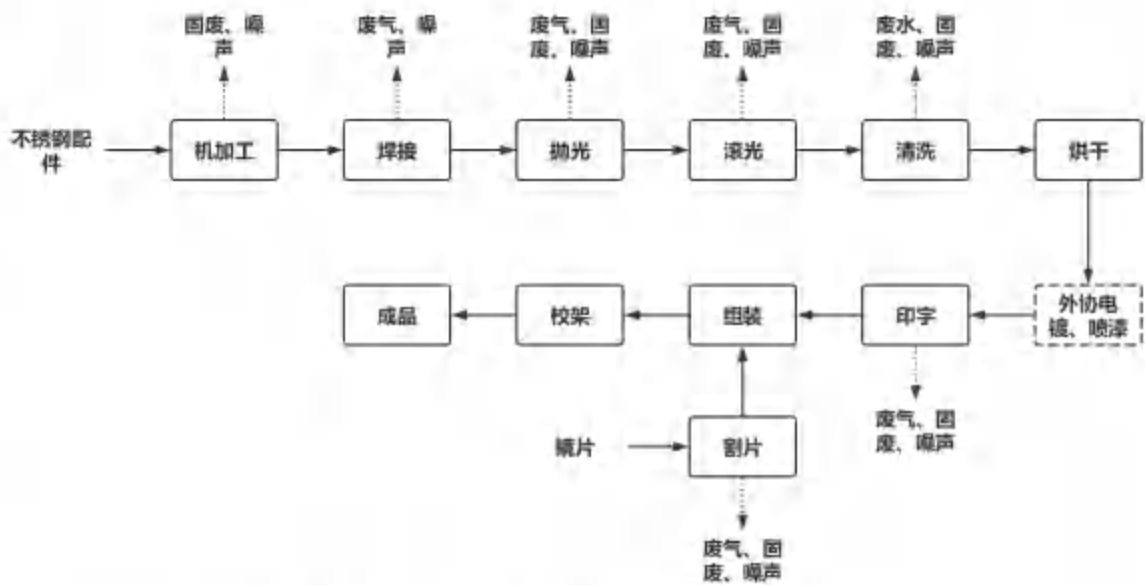 固废、噪
声
废气、噪
声
废气、固
废、噪声
废气、固
废、噪声
废水、固
废、噪声
不锈钢配
件
机加工
焊接
抛光
滚光
清洗
烘干
成品
校架
组装
印字
外协电
镀、喷漆
废气、固
废、噪声
镜片
割片
废气、固
废、噪声